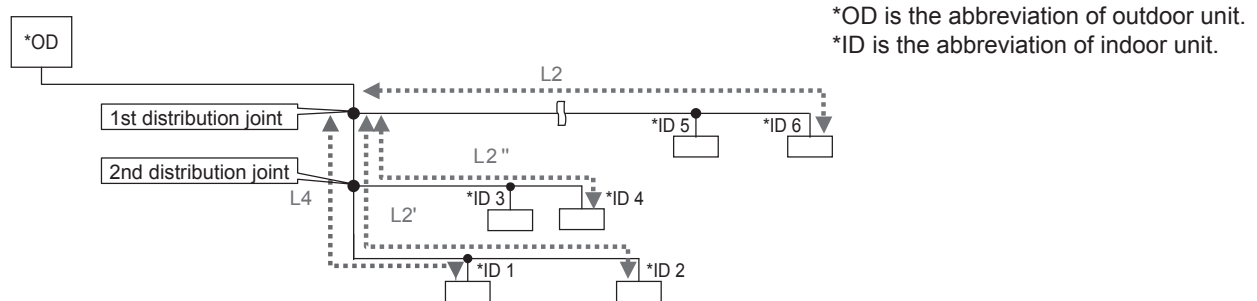 *OD is the abbreviation of outdoor unit.
*ID is the abbreviation of indoor unit.
*OD
L2
1st distribution joint
*ID 5
*ID 6
L2"
2nd distribution joint
L4
*ID 3
*ID 4
L2'
*ID 1
*ID 2